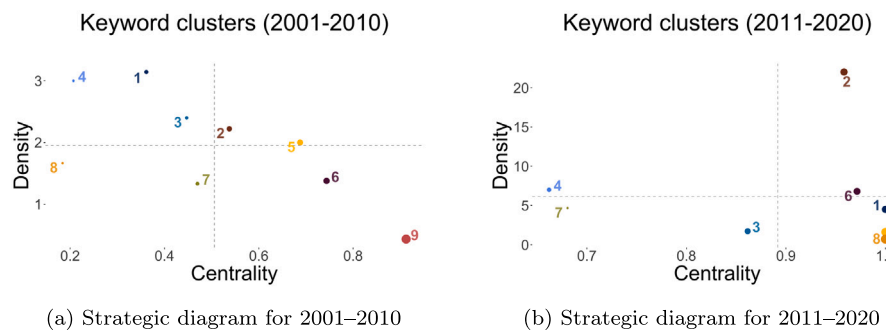 Keyword clusters (2001-2010)
Density
3
2
1
4
1
3
2
5
8
7
6
9
0.2 0.4 0.6 0.8
Centrality
(a) Strategic diagram for 2001–2010
Keyword clusters (2011-2020)
Density
20
15
10
5
0
2
4
6
7
1
3
8
0.7 0.8 0.9 1.
Centrality
(b) Strategic diagram for 2011–2020